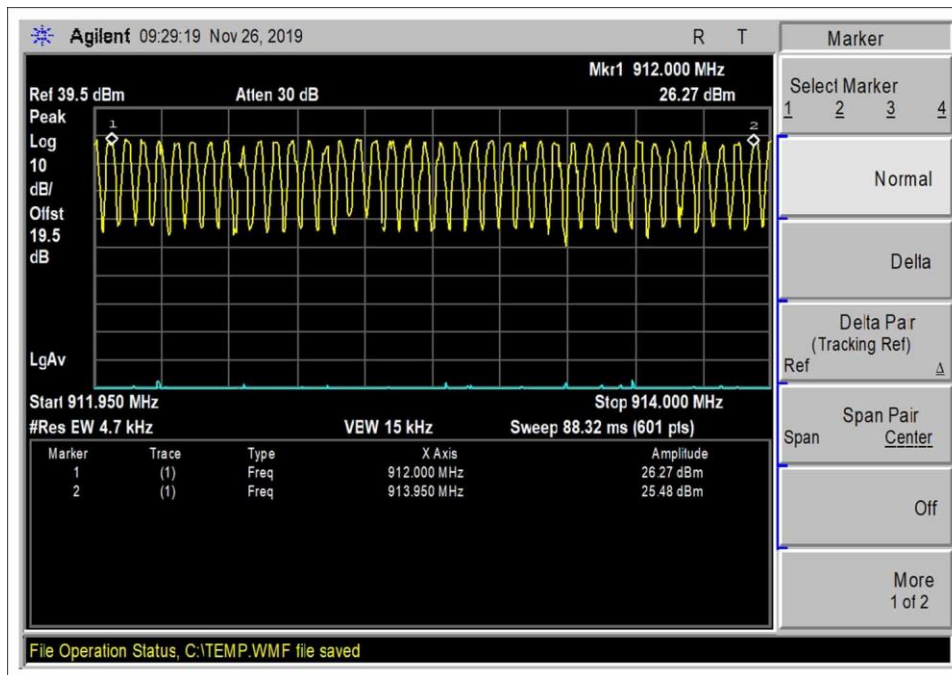 Agilent 09:29:19 Nov 26, 2019 R T
Marker
Mkr1 912.000 MHz
Ref 39.5 dBm Atten 30 dB 26.27 dBm
Peak
Log
10
dB/
Offst
19.5
dB
LgAv
1
2
Start 911.950 MHz Stop 914.000 MHz
#Res EW 4.7 kHz VEW 15 kHz Sweep 88.32 ms (601 pts)
Marker Trace Type X Axis Amplitude
1 (1) Freq 912.000 MHz 26.27 dBm
2 (1) Freq 913.950 MHz 25.48 dBm
Select Marker
1 2 3 4
Normal
Delta
Delta Pair
(Tracking Ref)
Ref Δ
Span Pair
Span Center
Off
More
1 of 2
File Operation Status, C:\TEMP.WMF file saved